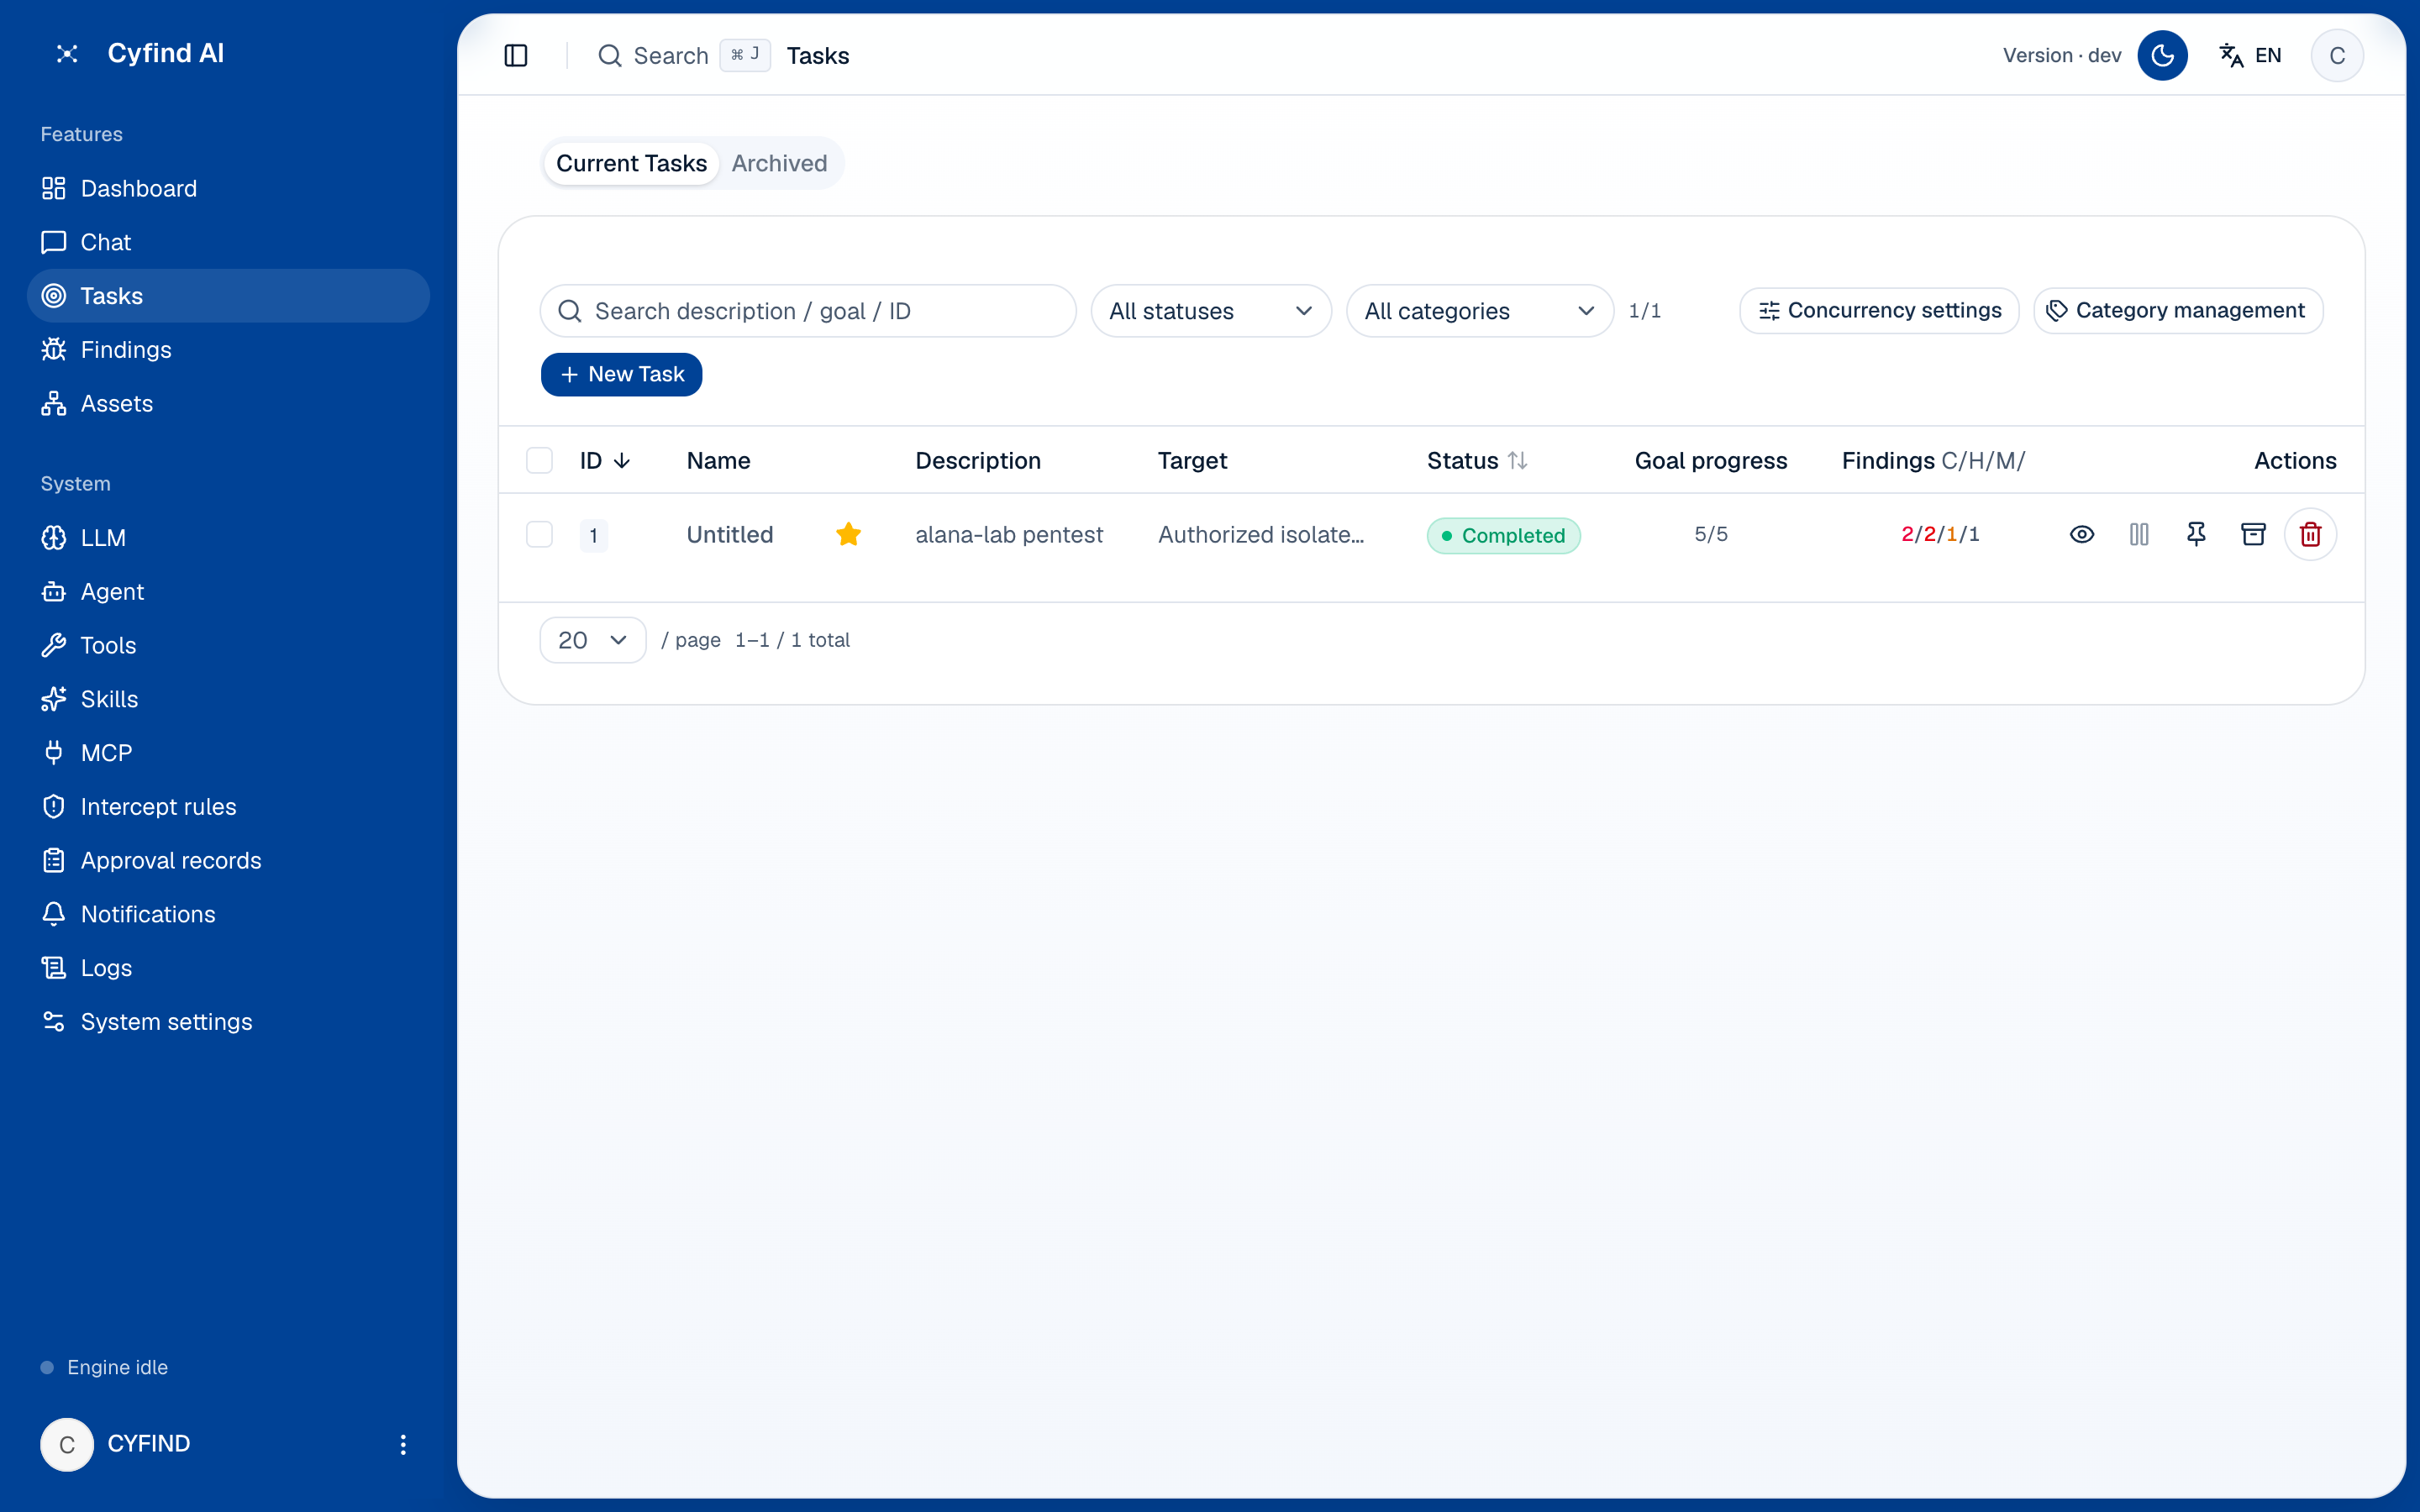 Cyfind AI
Features
Dashboard
Chat
Tasks
Findings
Assets
System
LLM
Agent
Tools
Skills
MCP
Intercept rules
Approval records
Notifications
Logs
System settings
Engine idle
C CYFIND
Search ⌘ J Tasks
Version · dev EN C
Current Tasks Archived
Search description / goal / ID All statuses All categories 1/1 Concurrency settings Category management
New Task
ID Name Description Target Status Goal progress Findings C/H/M/ Actions
1 Untitled alana-lab pentest Authorized isolate... Completed 5/5 2/2/1/1
20 / page 1–1 / 1 total